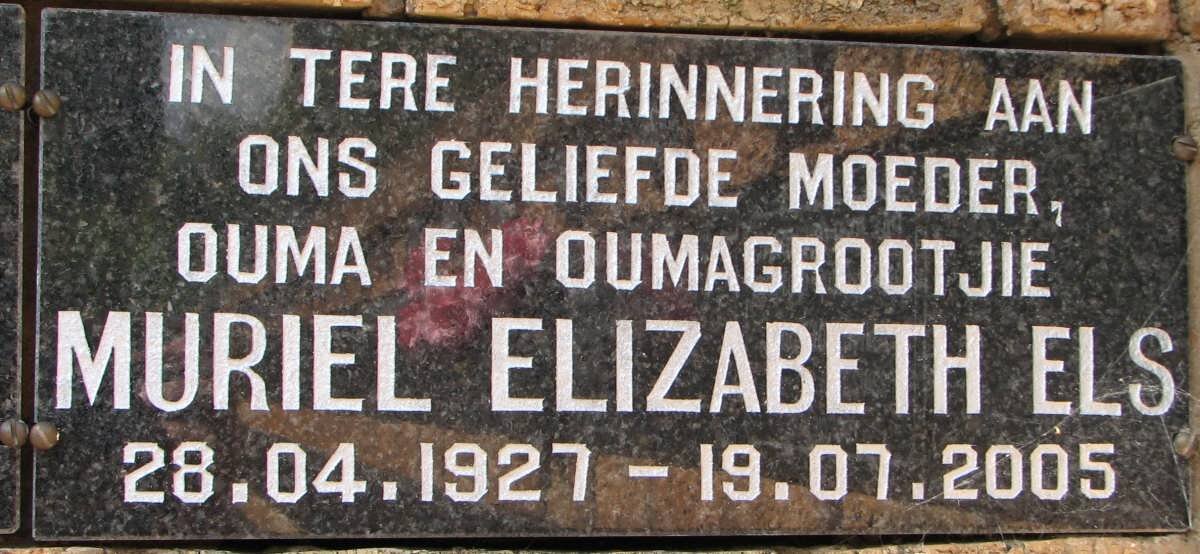 IN TERE HERINNERING AAN
ONS GELIEFDE MOEDER,
OUMA EN OUMAGROOTJIE
MURIEL ELIZABETH ELS
28.04.1927 - 19.07.2005